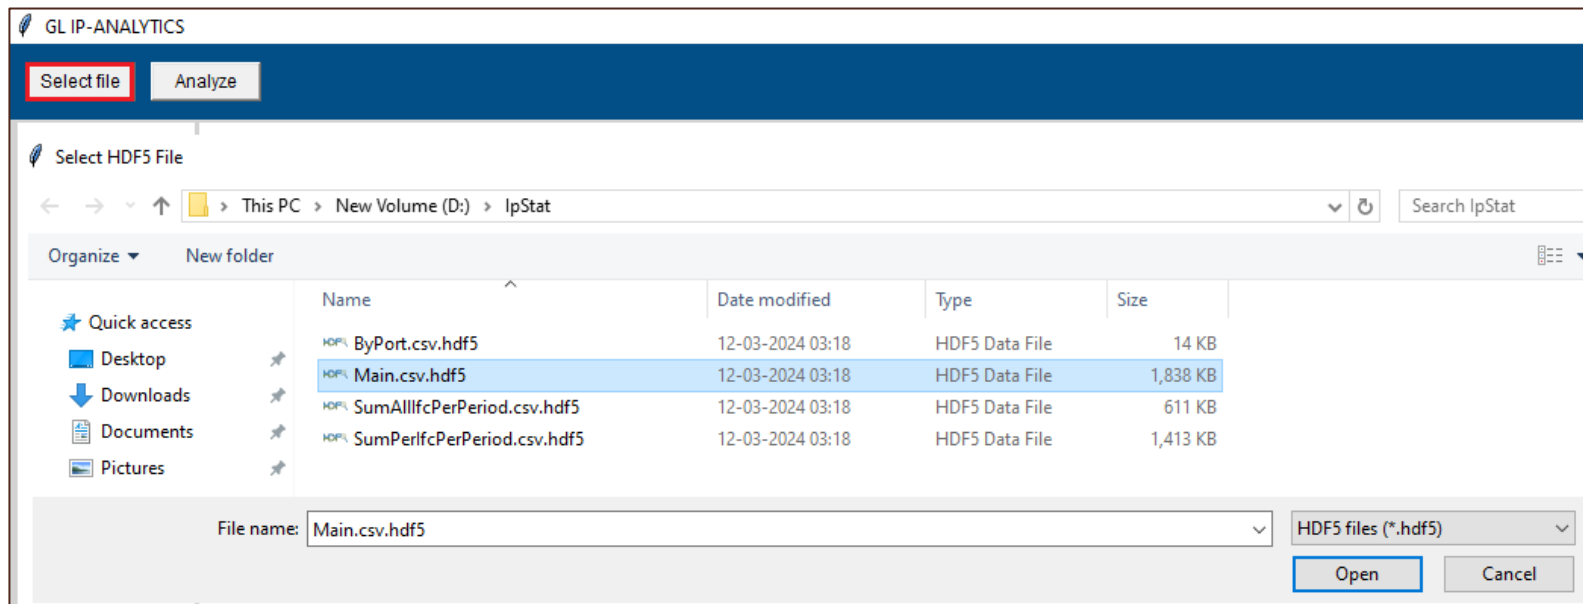 GL IP-ANALYTICS
Select file Analyze
Select HDF5 File
This PC > New Volume (D:) > IpStat Search IpStat
Organize New folder
Name Date modified Type Size
Quick access
Desktop
Downloads
Documents
Pictures
ByPort.csv.hdf5 12-03-2024 03:18 HDF5 Data File 14 KB
Main.csv.hdf5 12-03-2024 03:18 HDF5 Data File 1,838 KB
SumAllIfcPerPeriod.csv.hdf5 12-03-2024 03:18 HDF5 Data File 611 KB
SumPerIfcPerPeriod.csv.hdf5 12-03-2024 03:18 HDF5 Data File 1,413 KB
File name: Main.csv.hdf5 HDF5 files (*.hdf5)
Open Cancel